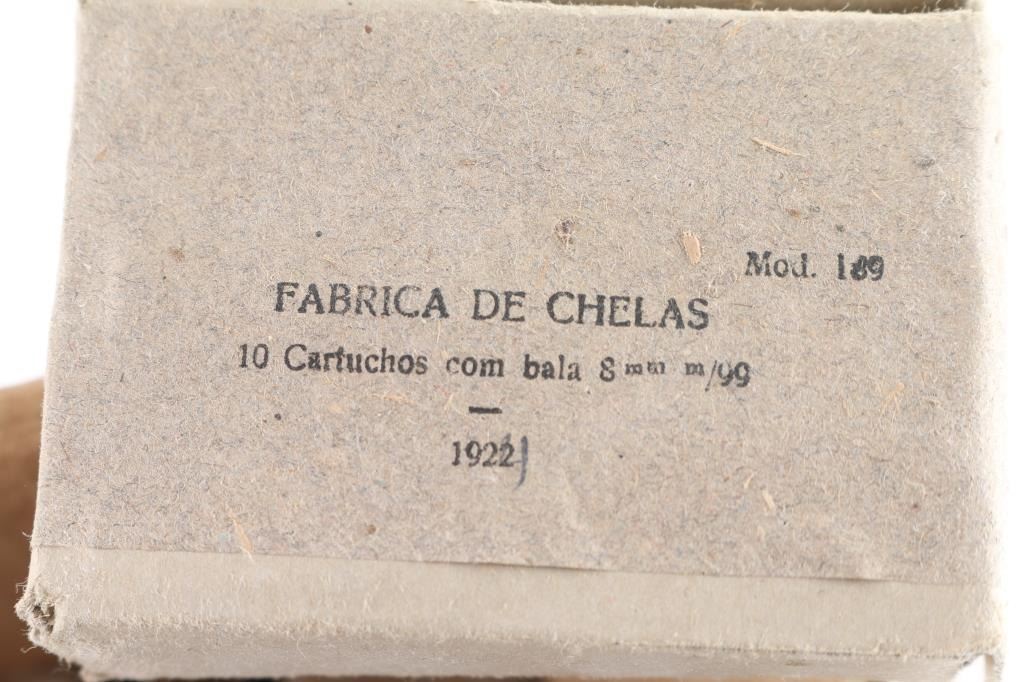 Mod. 189
FABRICA DE CHELAS
10 Cartuchos com bala 8 mm m/99
—
1922